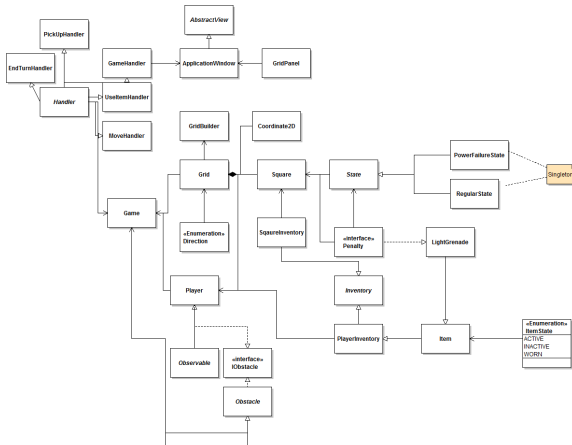 AbstractView
PickUpHandler
EndTurnHandler
GameHandler
ApplicationWindow
GridPanel
Handler
UseItemHandler
MoveHandler
GridBuilder
Coordinate2D
PowerFailureState
Singleton
Grid
Square
State
RegularState
Game
«Enumeration»
Direction
SqaureInventory
«interface»
Penalty
LightGrenade
Player
Inventory
PlayerInventory
Item
«Enumeration»
ItemState
ACTIVE
INACTIVE
WORN
Observable
«interface»
IObstacle
Obstacle